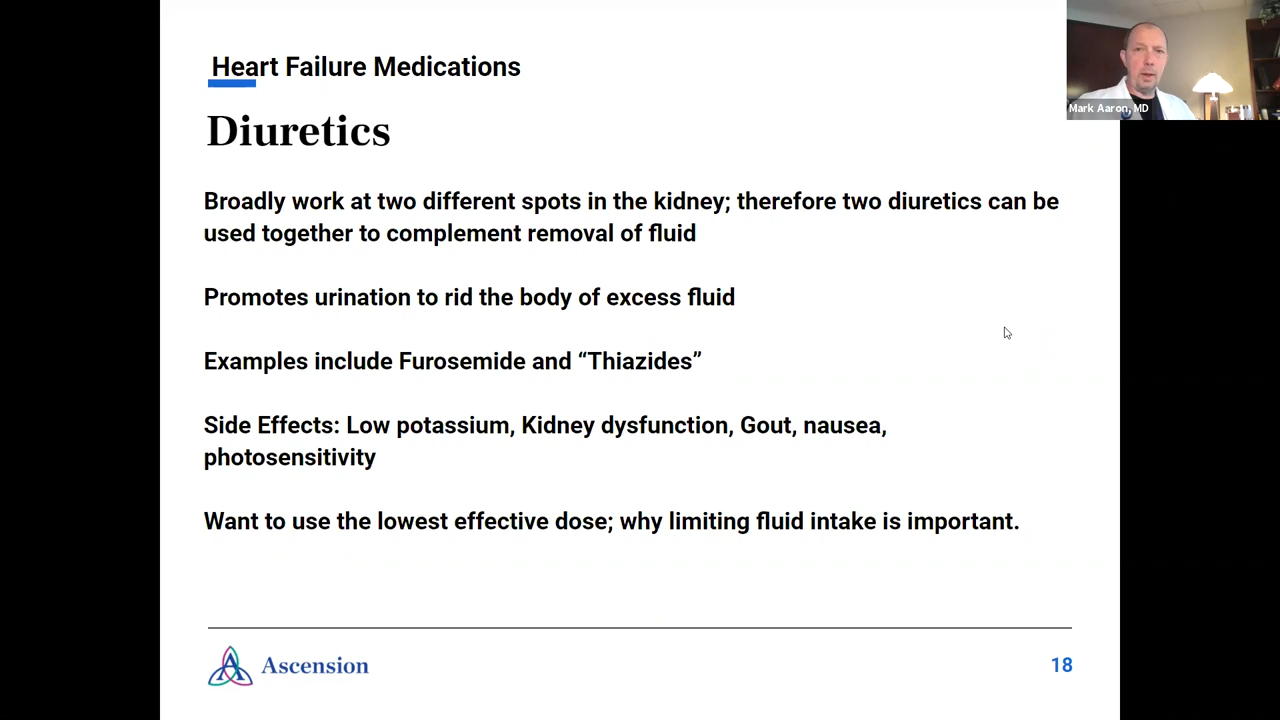 Heart Failure Medications
Mark Aaron, MD
Diuretics
Broadly work at two different spots in the kidney; therefore two diuretics can be
used together to complement removal of fluid
Promotes urination to rid the body of excess fluid
Examples include Furosemide and “Thiazides”
Side Effects: Low potassium, Kidney dysfunction, Gout, nausea,
photosensitivity
Want to use the lowest effective dose; why limiting fluid intake is important.
Ascension
18